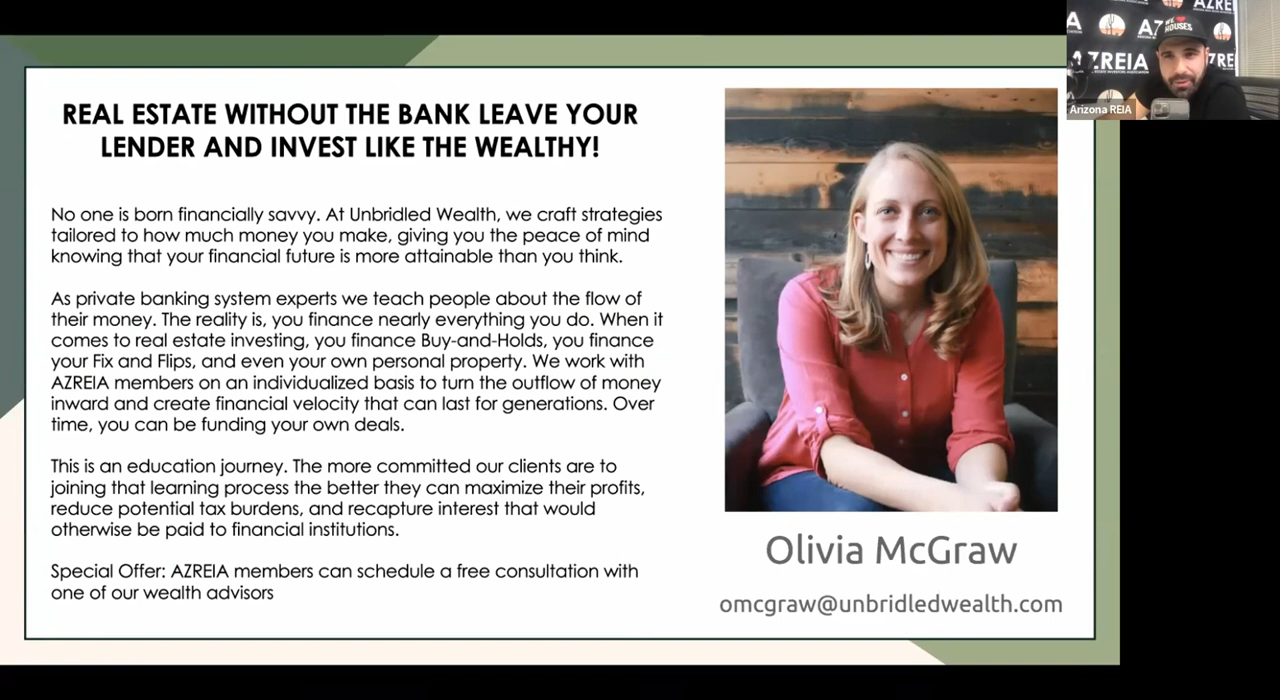 REAL ESTATE WITHOUT THE BANK LEAVE YOUR
LENDER AND INVEST LIKE THE WEALTHY!
No one is born financially savvy. At Unbridled Wealth, we craft strategies
tailored to how much money you make, giving you the peace of mind
knowing that your financial future is more attainable than you think.
As private banking system experts we teach people about the flow of
their money. The reality is, you finance nearly everything you do. When it
comes to real estate investing, you finance Buy-and-Holds, you finance
your Fix and Flips, and even your own personal property. We work with
AZREIA members on an individualized basis to turn the outflow of money
inward and create financial velocity that can last for generations. Over
time, you can be funding your own deals.
This is an education journey. The more committed our clients are to
joining that learning process the better they can maximize their profits,
reduce potential tax burdens, and recapture interest that would
otherwise be paid to financial institutions.
Special Offer: AZREIA members can schedule a free consultation with
one of our wealth advisors
Olivia McGraw
omcgraw@unbridledwealth.com
AZREI
A
AZ
HOUSES
ZREIA
ZRE
Arizona REIA